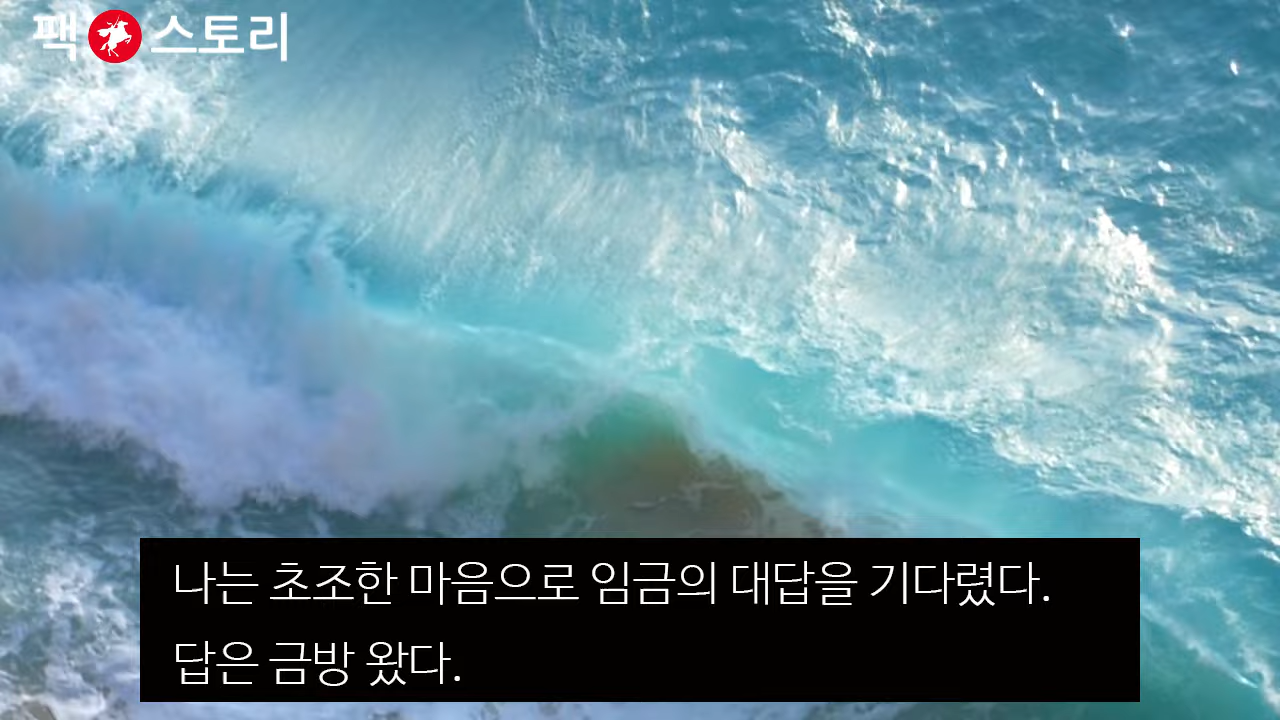 팩 스토리
나는 초조한 마음으로 임금의 대답을 기다렸다.
답은 금방 왔다.